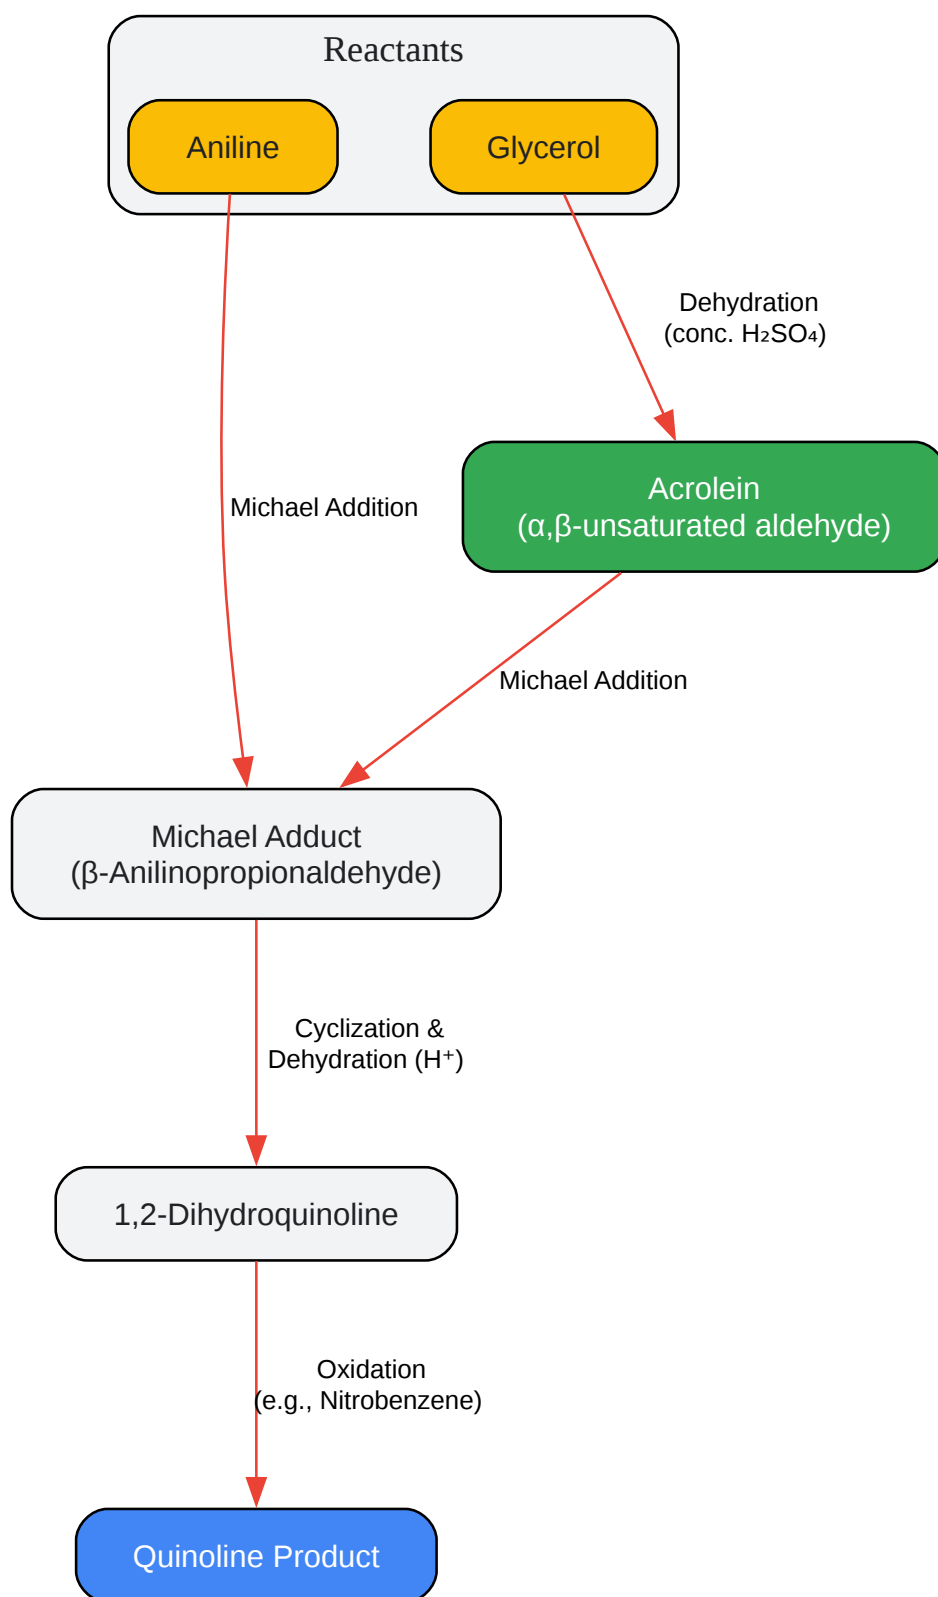 Reactants
Aniline
Glycerol
Dehydration
(conc. H₂SO₄)
Acrolein
(α,β-unsaturated aldehyde)
Michael Addition
Michael Addition
Michael Adduct
(β-Anilinopropionaldehyde)
Cyclization &
Dehydration (H⁺)
1,2-Dihydroquinoline
Oxidation
(e.g., Nitrobenzene)
Quinoline Product